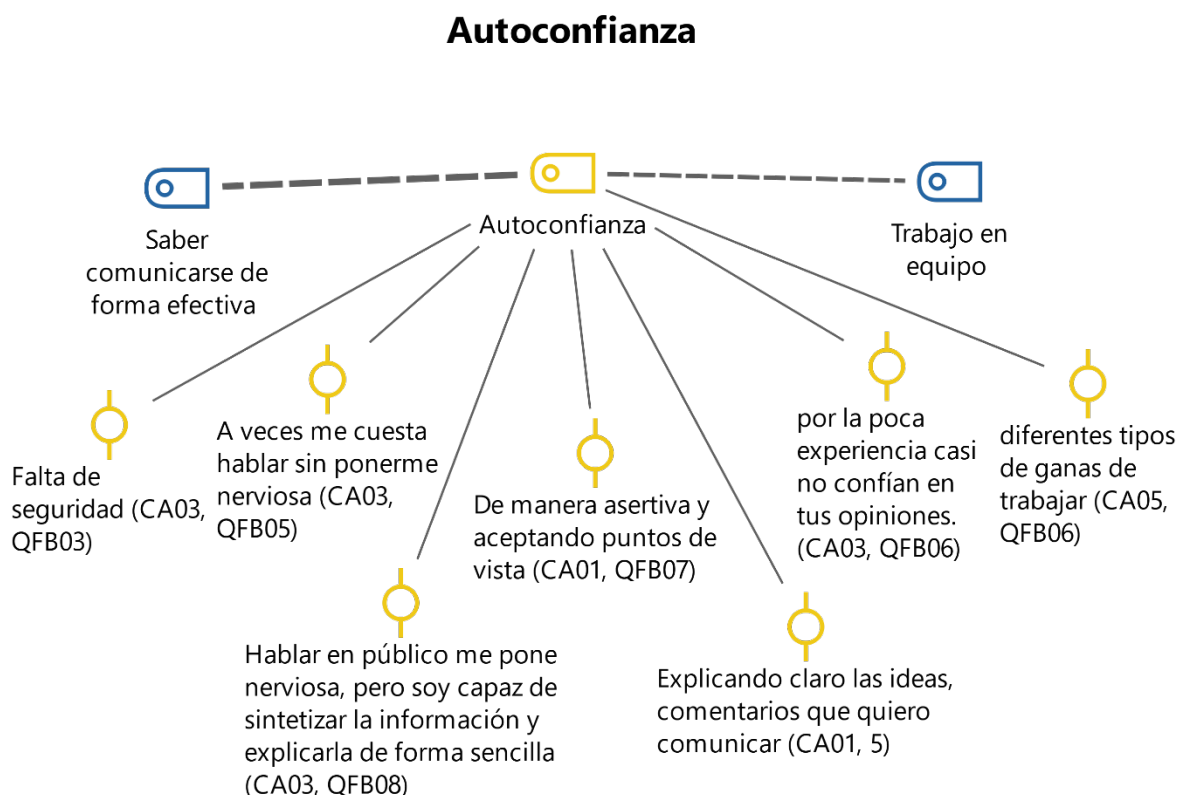 Autoconfianza
Saber
comunicarse de
forma efectiva
Autoconfianza
Trabajo en
equipo
Falta de
seguridad (CA03,
QFB03)
A veces me cuesta
hablar sin ponerme
nerviosa (CA03,
QFB05)
De manera asertiva y
aceptando puntos de
vista (CA01, QFB07)
por la poca
experiencia casi
no confían en
tus opiniones.
(CA03, QFB06)
diferentes tipos
de ganas de
trabajar (CA05,
QFB06)
Hablar en público me pone
nerviosa, pero soy capaz de
sintetizar la información y
explicarla de forma sencilla
(CA03, QFB08)
Explicando claro las ideas,
comentarios que quiero
comunicar (CA01, 5)